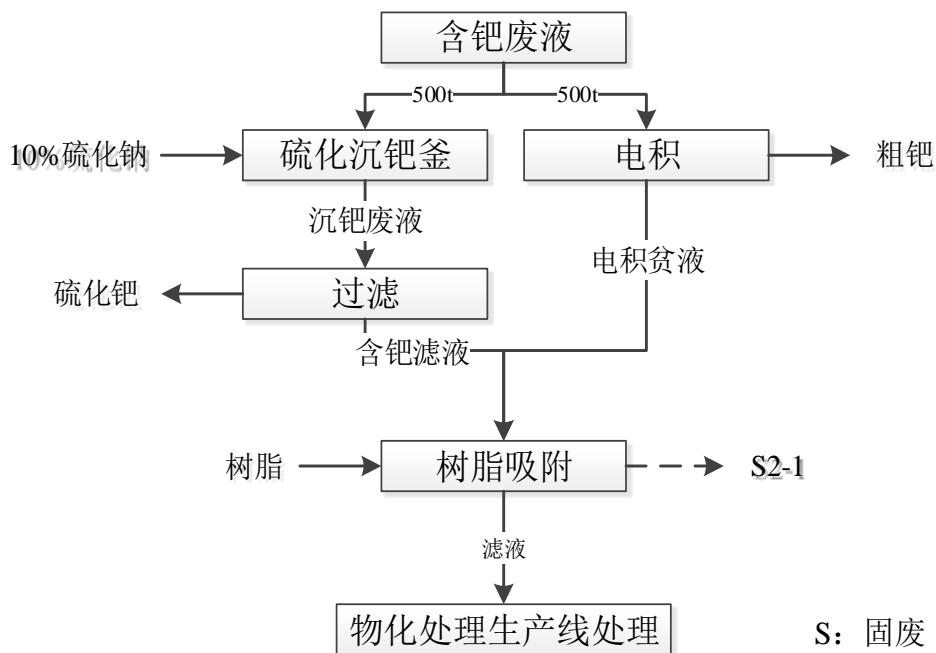 含钯废液
500t
500t
10%硫化钠
硫化沉钯釜
电积
粗钯
沉钯废液
电积贫液
硫化钯
过滤
含钯滤液
树脂
树脂吸附
S2-1
滤液
物化处理生产线处理
S：固废